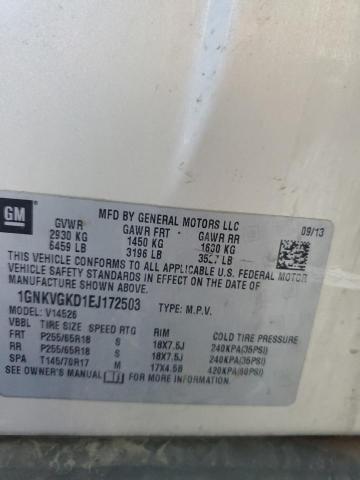 GM
MFD BY GENERAL MOTORS LLC
09/13
GVWR GAWR FRT GAWR RR
2930 KG 1450 KG 1630 KG
6459 LB 3196 LB LB
THIS VEHICLE CONFORMS TO ALL APPLICABLE U.S. FEDERAL MOTOR
VEHICLE SAFETY AND THEFT PREVENTION STANDARDS IN EFFECT ON THE DATE OF
MANUFACTURE SHOWN ABOVE.
1GNKVGKD1EJ172503 TYPE: M.P.V.
MODEL: V14526
VBBL TIRE SIZE SPEED RTG RIM COLD TIRE PRESSURE
FRT P255/65R18 S 18X7.5J 240KPA(35PSI)
RR P255/65R18 S 18X7.5J 240KPA(35PSI)
SPA T145/70R17 M 17X4.5B 420KPA(60PSI)
SEE OWNER'S MANUAL FOR MORE INFORMATION.